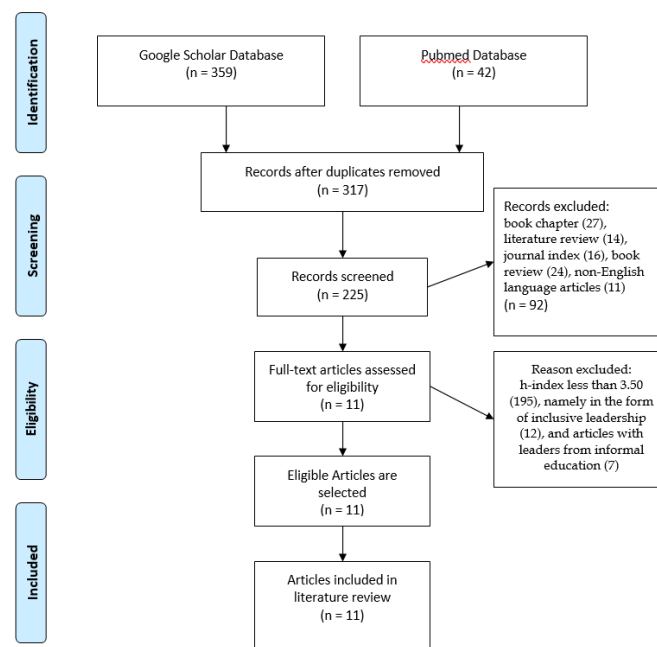 Identification
Google Scholar Database
(n = 359)
Pubmed Database
(n = 42)
Records after duplicates removed
(n = 317)
Screening
Records excluded:
book chapter (27),
literature review (14),
journal index (16), book
review (24), non-English
language articles (11)
(n = 92)
Records screened
(n = 225)
Eligibility
Full-text articles assessed
for eligibility
(n = 11)
Reason excluded:
h-index less than 3.50
(195), namely in the form
of inclusive leadership
(12), and articles with
leaders from informal
education (7)
Eligible Articles are
selected
(n = 11)
Included
Articles included in
literature review
(n = 11)